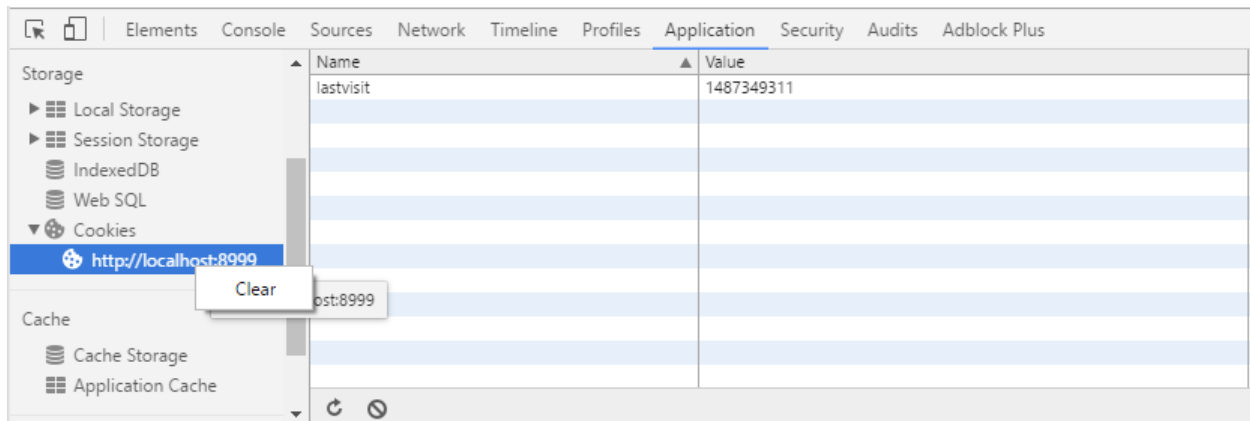 Elements Console Sources Network Timeline Profiles Application Security Audits Adblock Plus
Storage
Local Storage
Session Storage
IndexedDB
Web SQL
Cookies
http://localhost:8999
Clear
ost:8999
Cache
Cache Storage
Application Cache
Name Value
lastvisit 1487349311